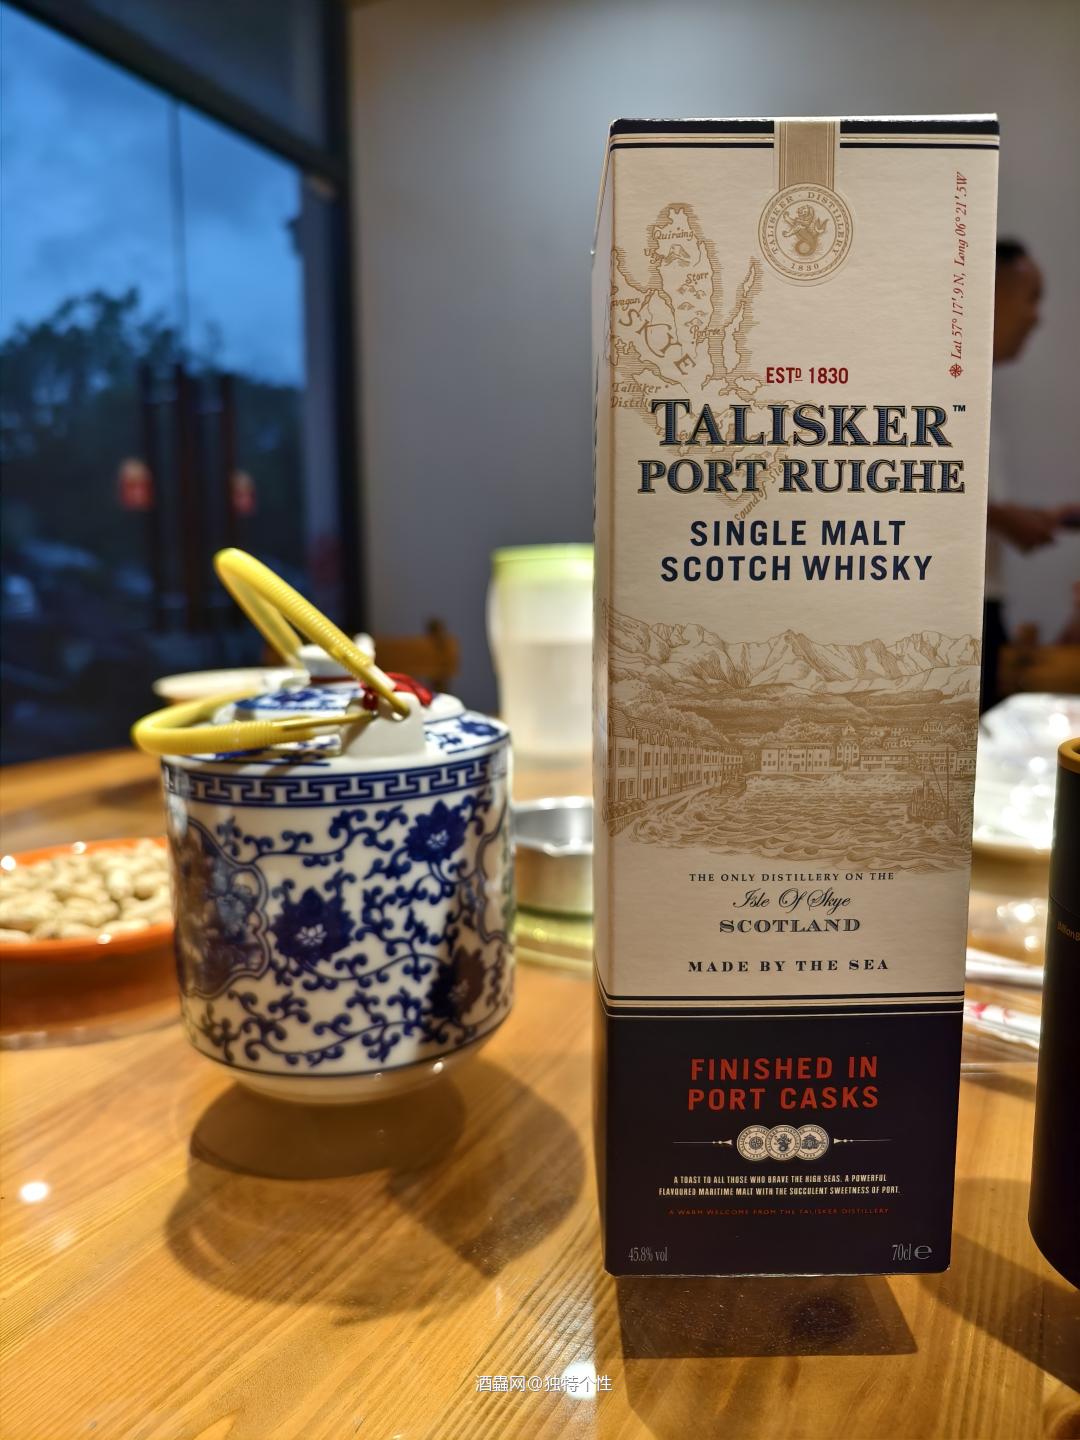 TALISKER · DISTILLERY
1830
Lat 57° 17'.9 N, Long 06° 21'.5W
Quiraing
Storr
Portree
SKYE
Talisker
ESTD 1830
TALISKER™
PORT RUIGHE
Sound of
SINGLE MALT
SCOTCH WHISKY
THE ONLY DISTILLERY ON THE
Isle Of Skye
SCOTLAND
MADE BY THE SEA
FINISHED IN
PORT CASKS
A TOAST TO ALL THOSE WHO BRAVE THE HIGH SEAS. A POWERFUL
FLAVOURED MARITIME MALT WITH THE SUCCULENT SWEETNESS OF PORT.
A WARM WELCOME FROM THE TALISKER DISTILLERY
45.8% vol
70cl ℮
酒蟲网@独特个性